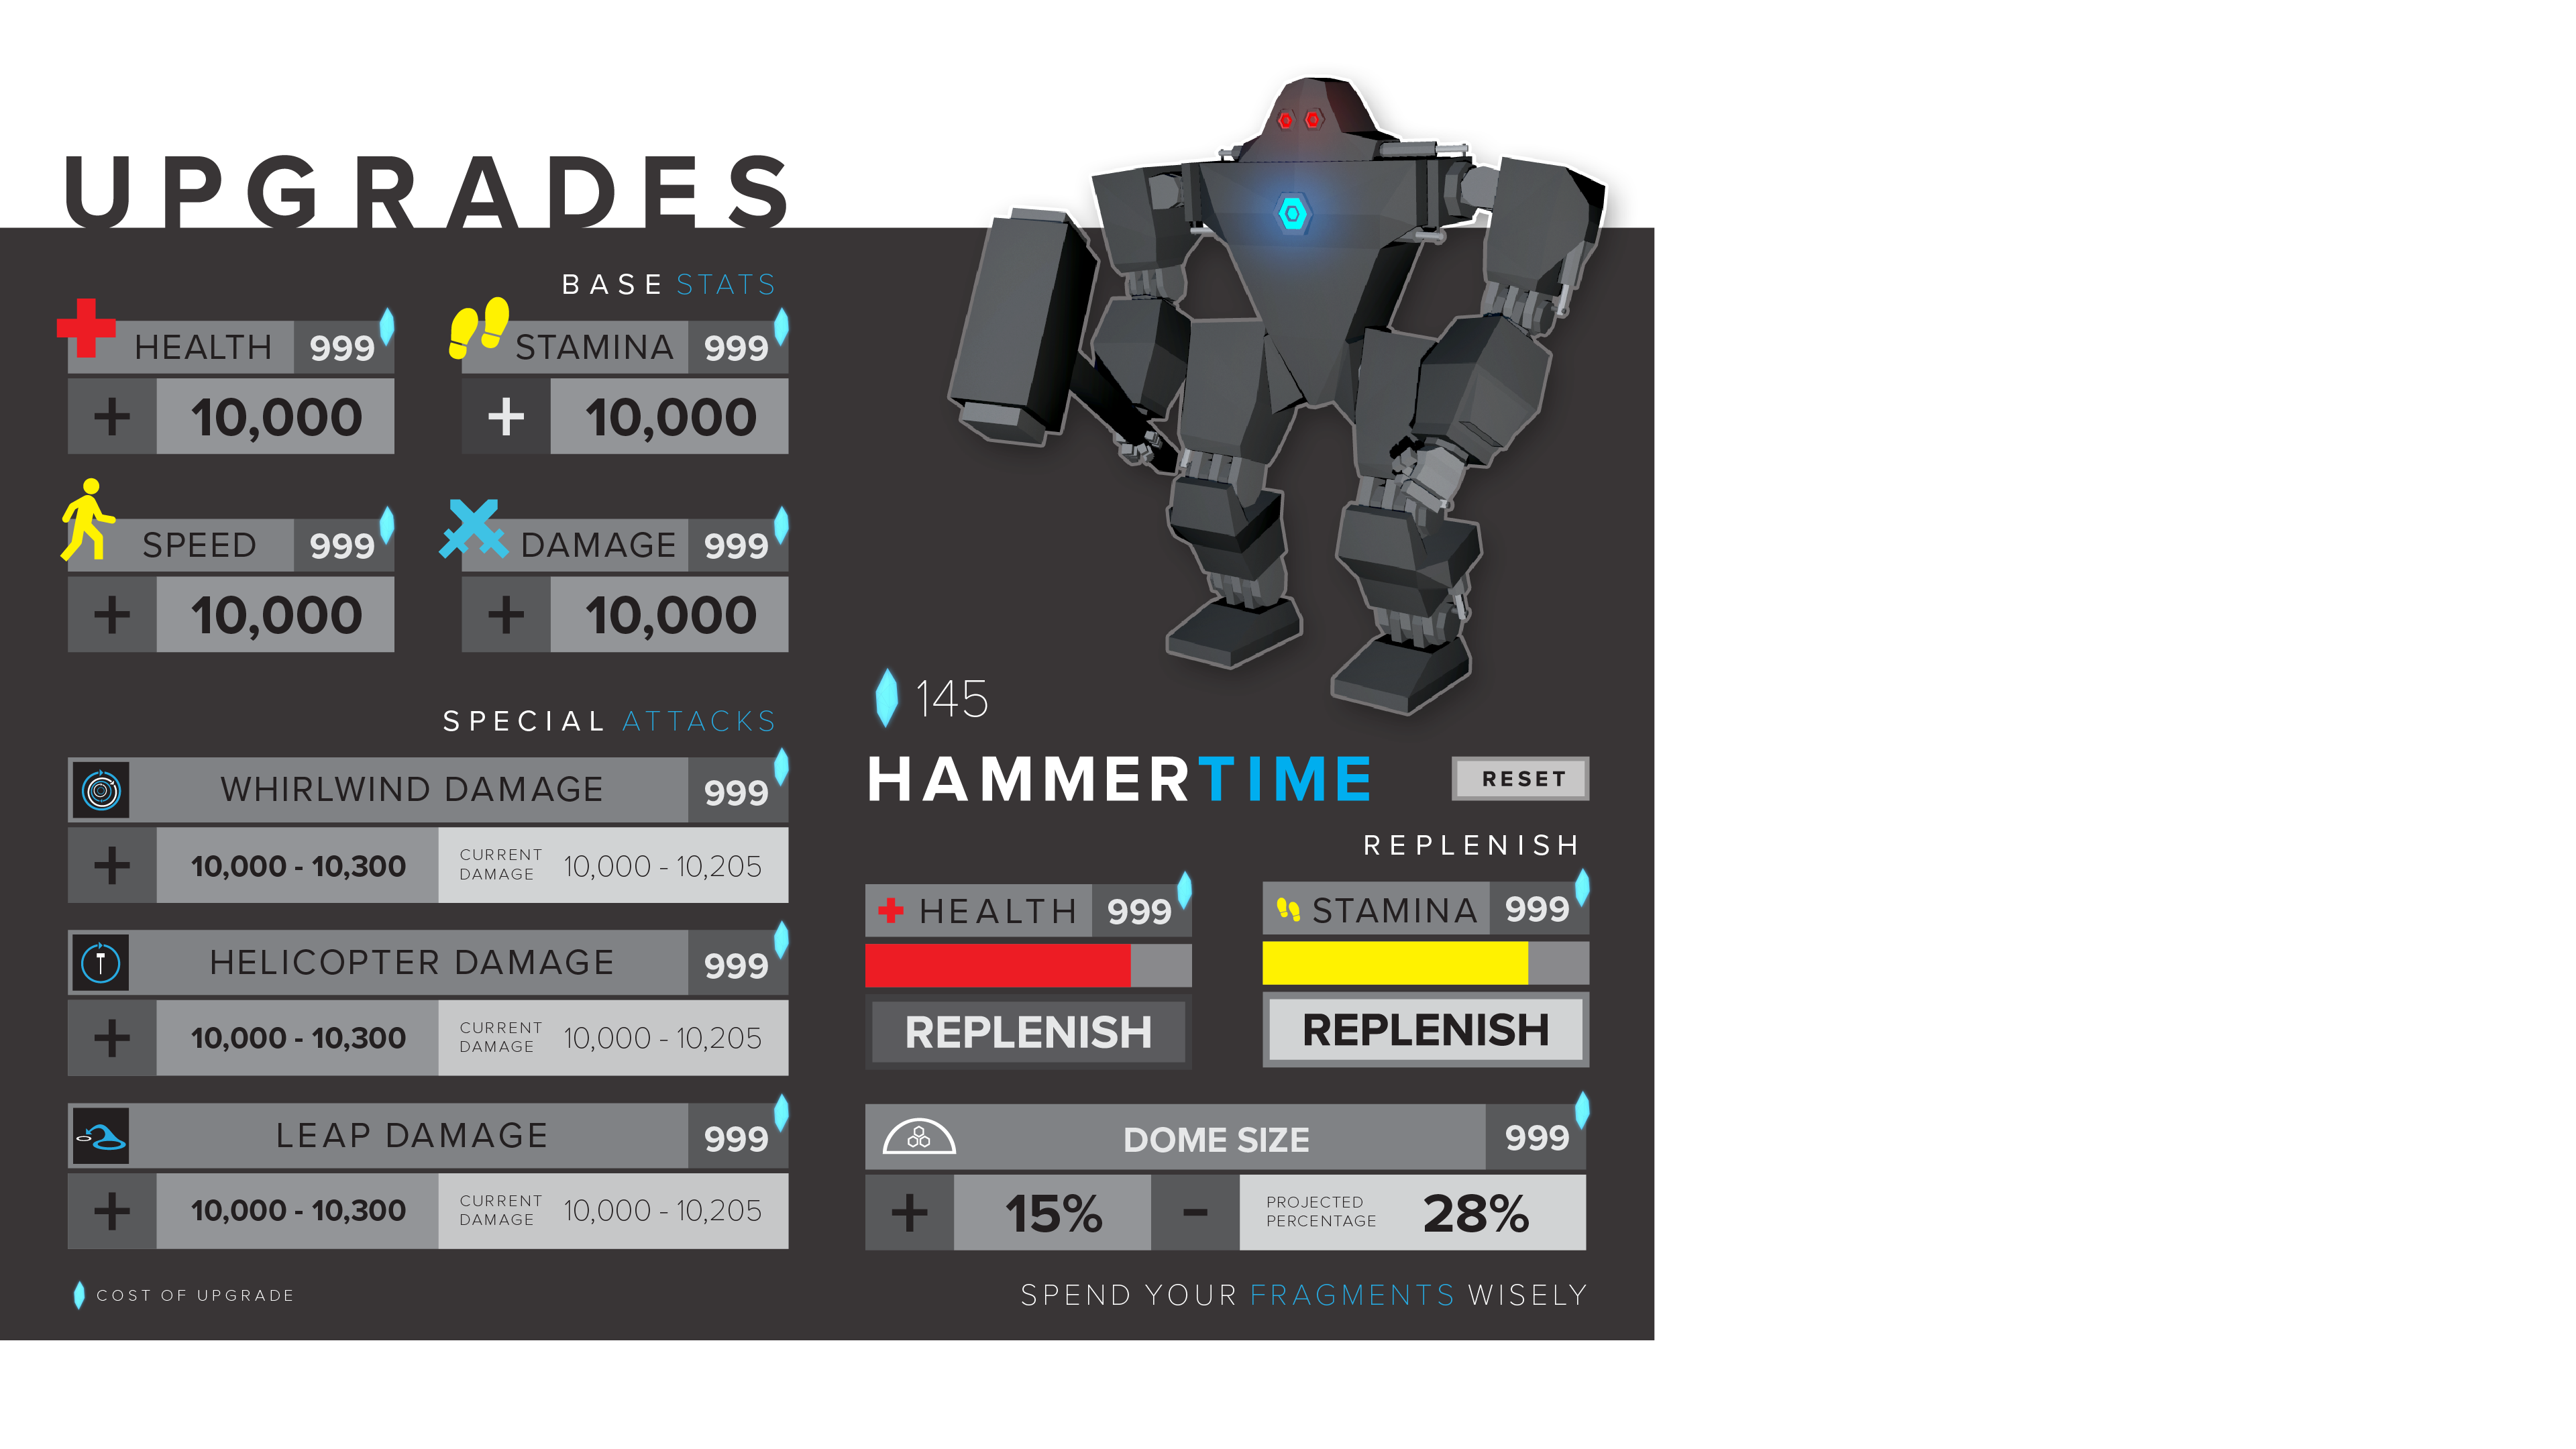 UPGRADES
BASE STATS
HEALTH 999
+ 10,000
STAMINA 999
+ 10,000
SPEED 999
+ 10,000
DAMAGE 999
+ 10,000
SPECIAL ATTACKS
WHIRLWIND DAMAGE 999
+ 10,000 - 10,300 CURRENT DAMAGE 10,000 - 10,205
HELICOPTER DAMAGE 999
+ 10,000 - 10,300 CURRENT DAMAGE 10,000 - 10,205
LEAP DAMAGE 999
+ 10,000 - 10,300 CURRENT DAMAGE 10,000 - 10,205
COST OF UPGRADE
145
HAMMERTIME
RESET
REPLENISH
HEALTH 999
REPLENISH
STAMINA 999
REPLENISH
DOME SIZE 999
+ 15% - PROJECTED PERCENTAGE 28%
SPEND YOUR FRAGMENTS WISELY